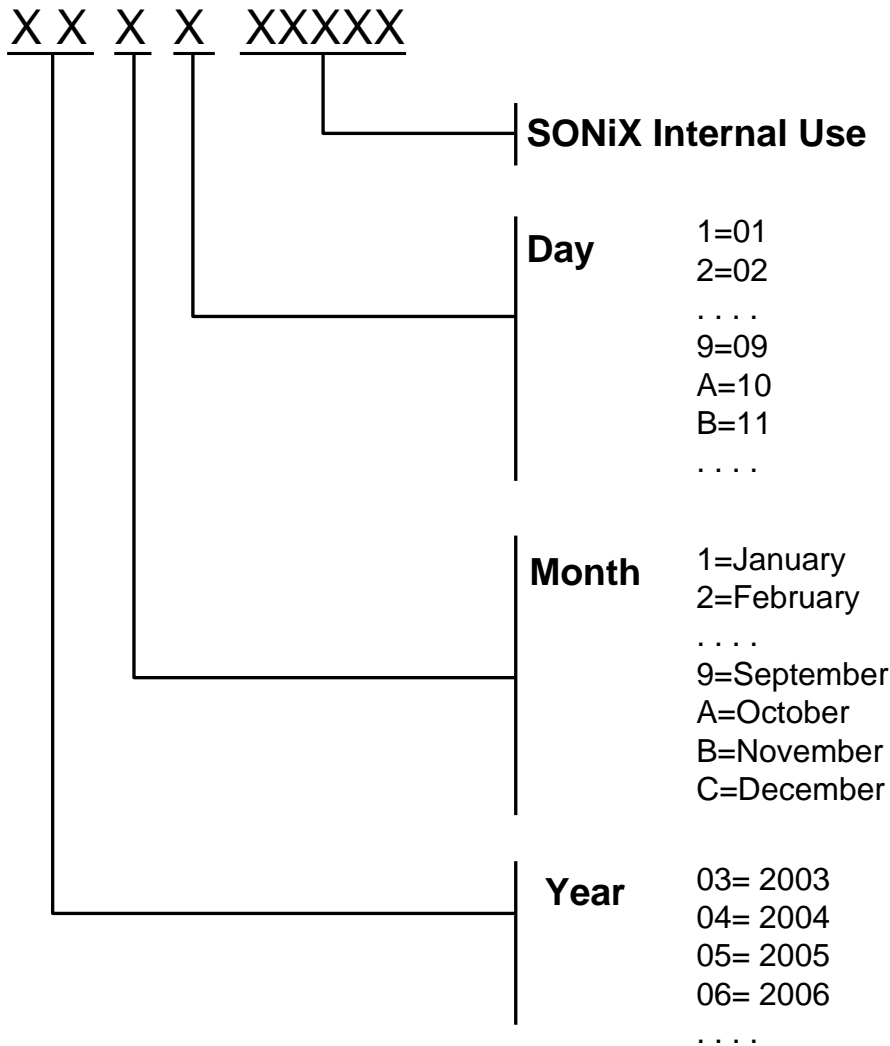 X X X X XXXXX
SONiX Internal Use
Day
1=01
2=02
. . . .
9=09
A=10
B=11
. . . .
Month
1=January
2=February
. . . .
9=September
A=October
B=November
C=December
Year
03= 2003
04= 2004
05= 2005
06= 2006
. . . .